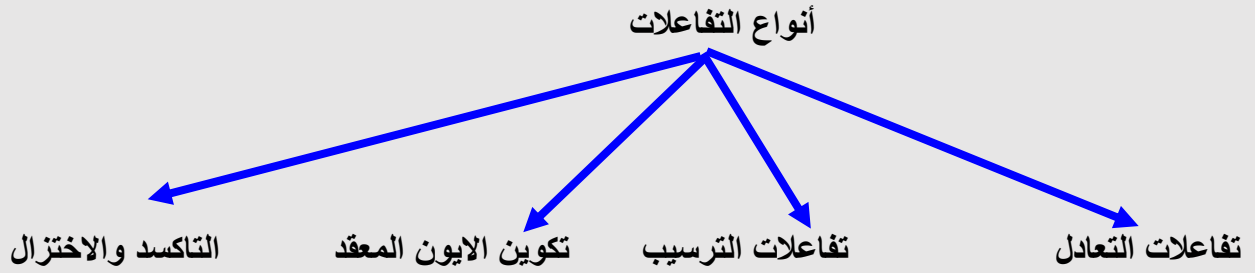 أنواع التفاعلات
تفاعلات التعادل تفاعلات الترسيب تكوين الايون المعقد التاكسد والاختزال